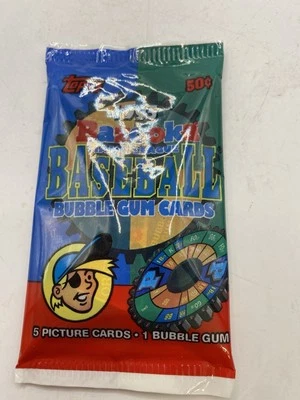 Topps
50¢
Bazooka
BASEBALL
BUBBLE GUM CARDS
5 PICTURE CARDS • 1 BUBBLE GUM